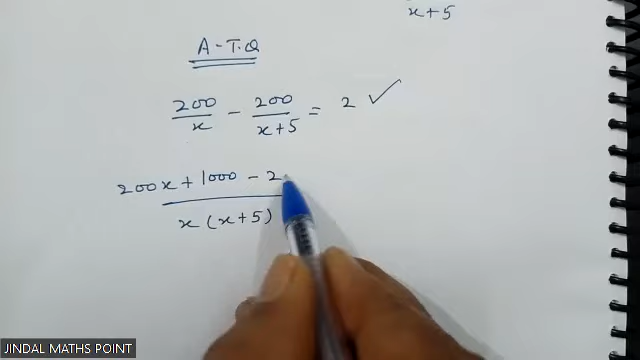 x+5
A-T.Q
200/x - 200/x+5 = 2 ✓
200x+1000 - 2
x(x+5)
JINDAL MATHS POINT